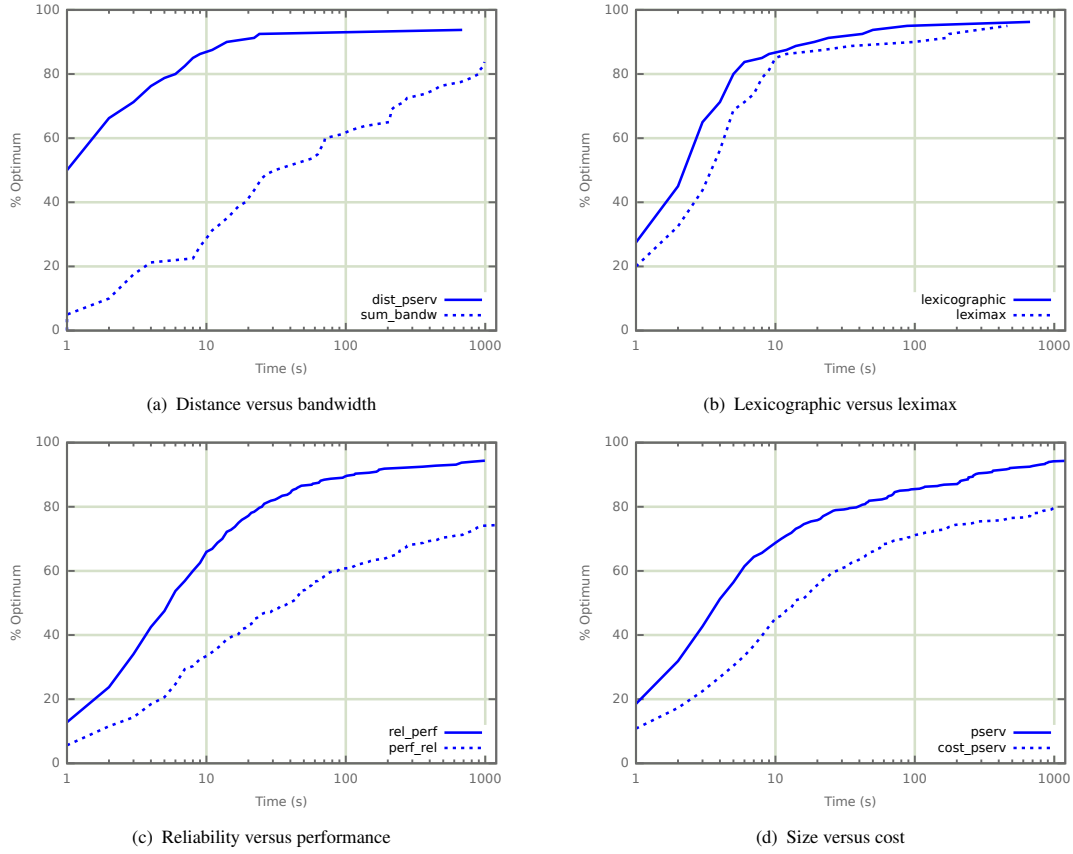 100
80
60
40
20
0
% Optimum
dist_pserv
sum_bandw
1
10
100
1000
Time (s)
(a) Distance versus bandwidth
100
80
60
40
20
0
% Optimum
lexicographic
leximax
1
10
100
1000
Time (s)
(b) Lexicographic versus leximax
100
80
60
40
20
0
% Optimum
rel_perf
perf_rel
1
10
100
1000
Time (s)
(c) Reliability versus performance
100
80
60
40
20
0
% Optimum
pserv
cost_pserv
1
10
100
1000
Time (s)
(d) Size versus cost